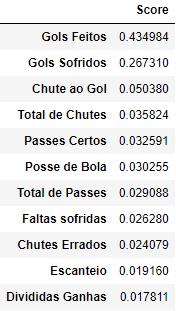 Score
Gols Feitos 0.434984
Gols Sofridos 0.267310
Chute ao Gol 0.050380
Total de Chutes 0.035824
Passes Certos 0.032591
Posse de Bola 0.030255
Total de Passes 0.029088
Faltas sofridas 0.026280
Chutes Errados 0.024079
Escanteio 0.019160
Divididas Ganhas 0.017811